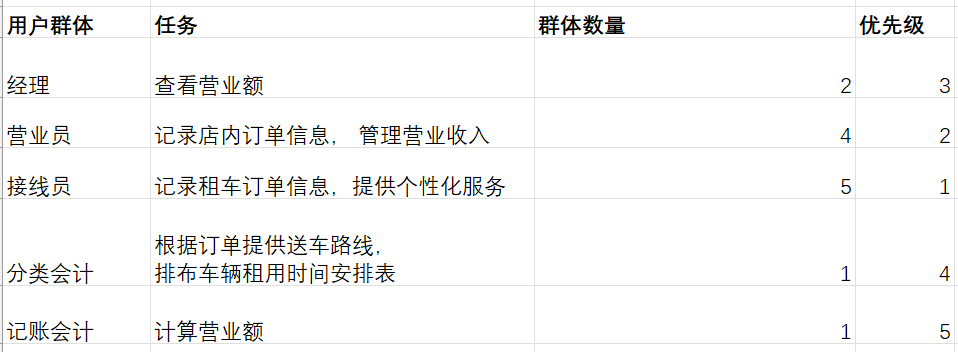 用户群体 任务 群体数量 优先级
经理 查看营业额 2 3
营业员 记录店内订单信息， 管理营业收入 4 2
接线员 记录租车订单信息，提供个性化服务 5 1
根据订单提供送车路线，
分类会计 排布车辆租用时间安排表 1 4
记账会计 计算营业额 1 5